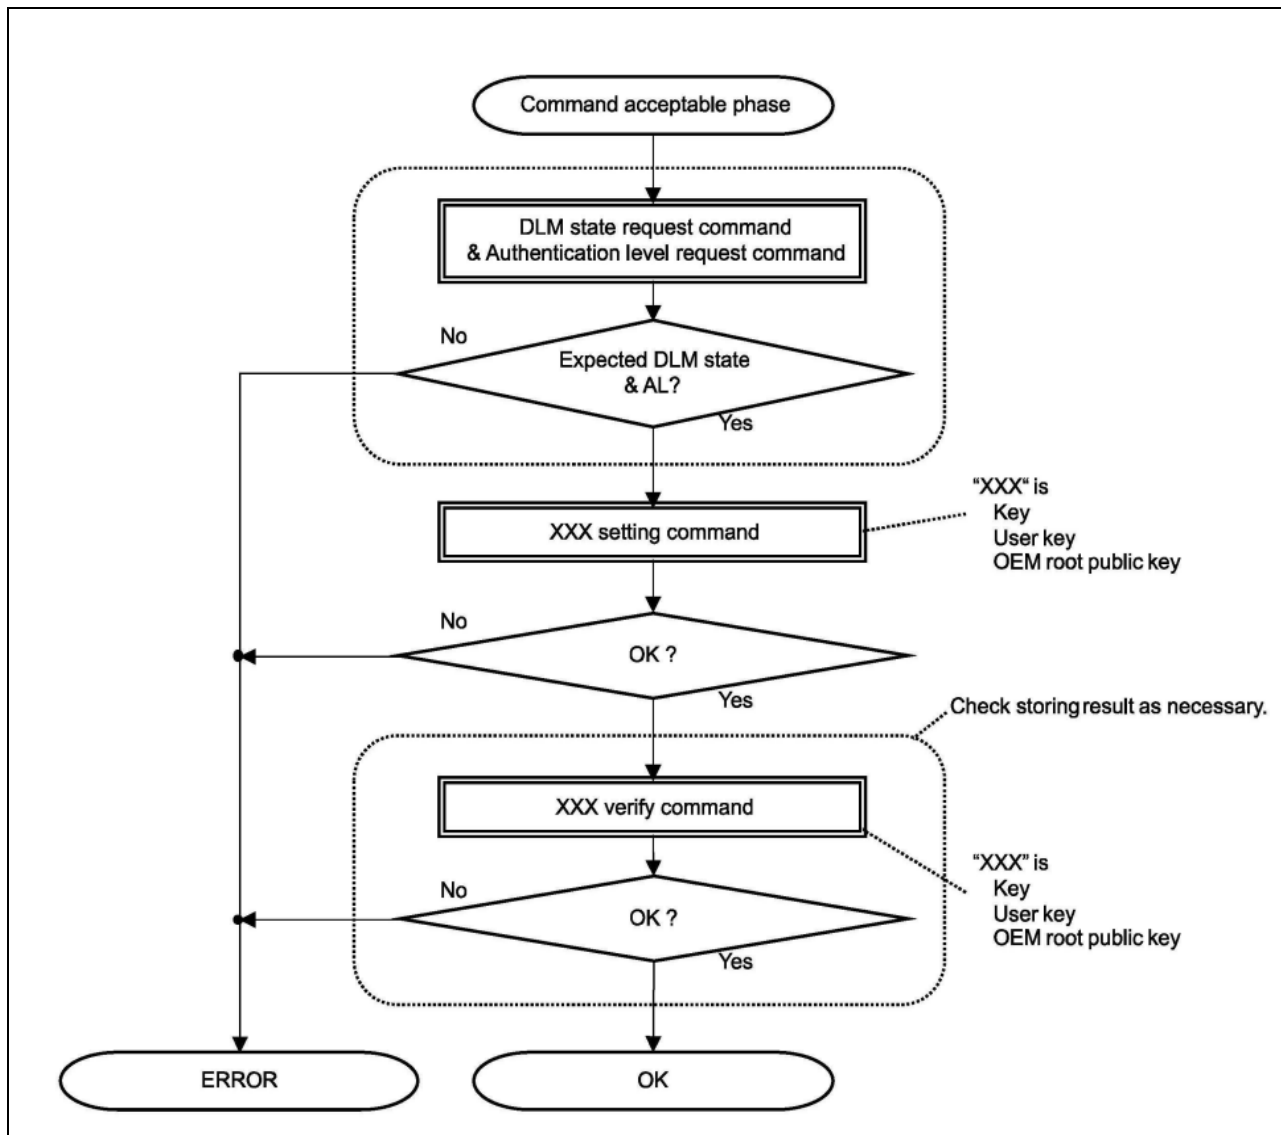 Command acceptable phase
DLM state request command
& Authentication level request command
No
Expected DLM state
& AL?
Yes
“XXX“ is
Key
User key
OEM root public key
XXX setting command
No
OK ?
Yes
Check storing result as necessary.
XXX verify command
“XXX” is
Key
User key
OEM root public key
No
OK ?
Yes
ERROR
OK